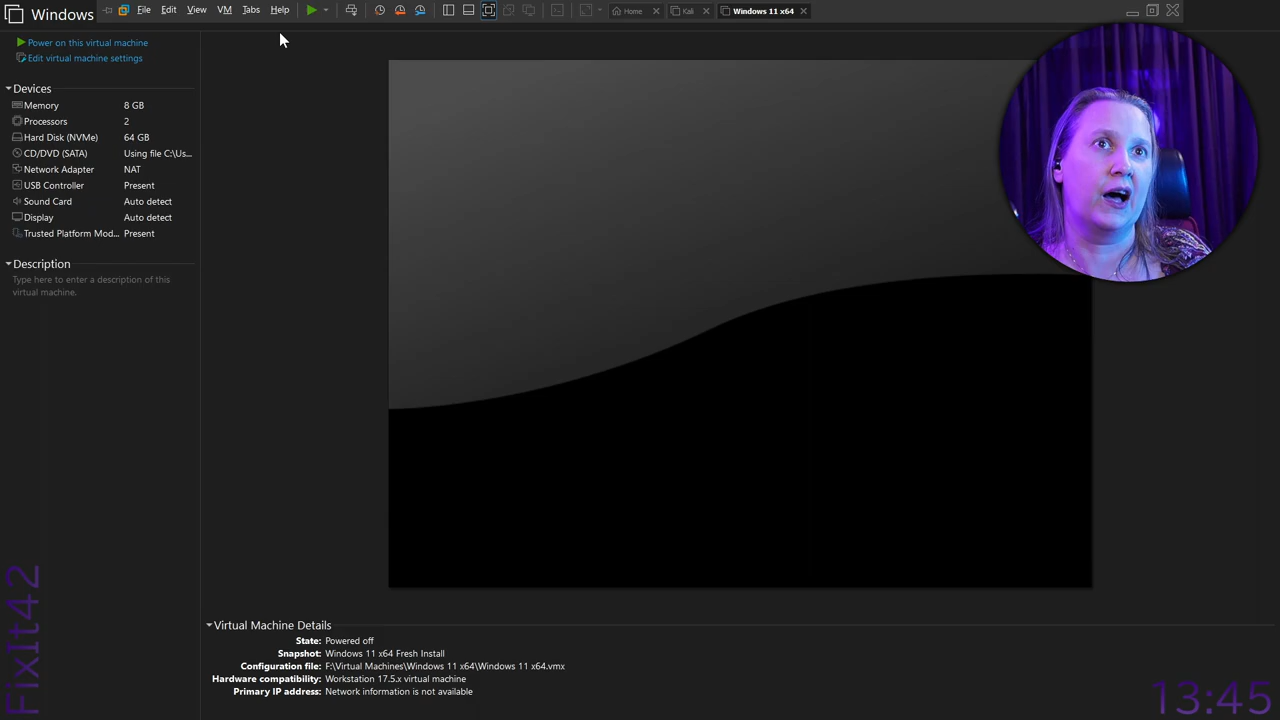 Windows
File Edit View VM Tabs Help
Home Kali Windows 11 x64
Power on this virtual machine
Edit virtual machine settings
Devices
Memory 8 GB
Processors 2
Hard Disk (NVMe) 64 GB
CD/DVD (SATA) Using file C:\Us...
Network Adapter NAT
USB Controller Present
Sound Card Auto detect
Display Auto detect
Trusted Platform Mod... Present
Description
Type here to enter a description of this
virtual machine.
Virtual Machine Details
State: Powered off
Snapshot: Windows 11 x64 Fresh Install
Configuration file: F:\Virtual Machines\Windows 11 x64\Windows 11 x64.vmx
Hardware compatibility: Workstation 17.5.x virtual machine
Primary IP address: Network information is not available
FixIt42
13:45